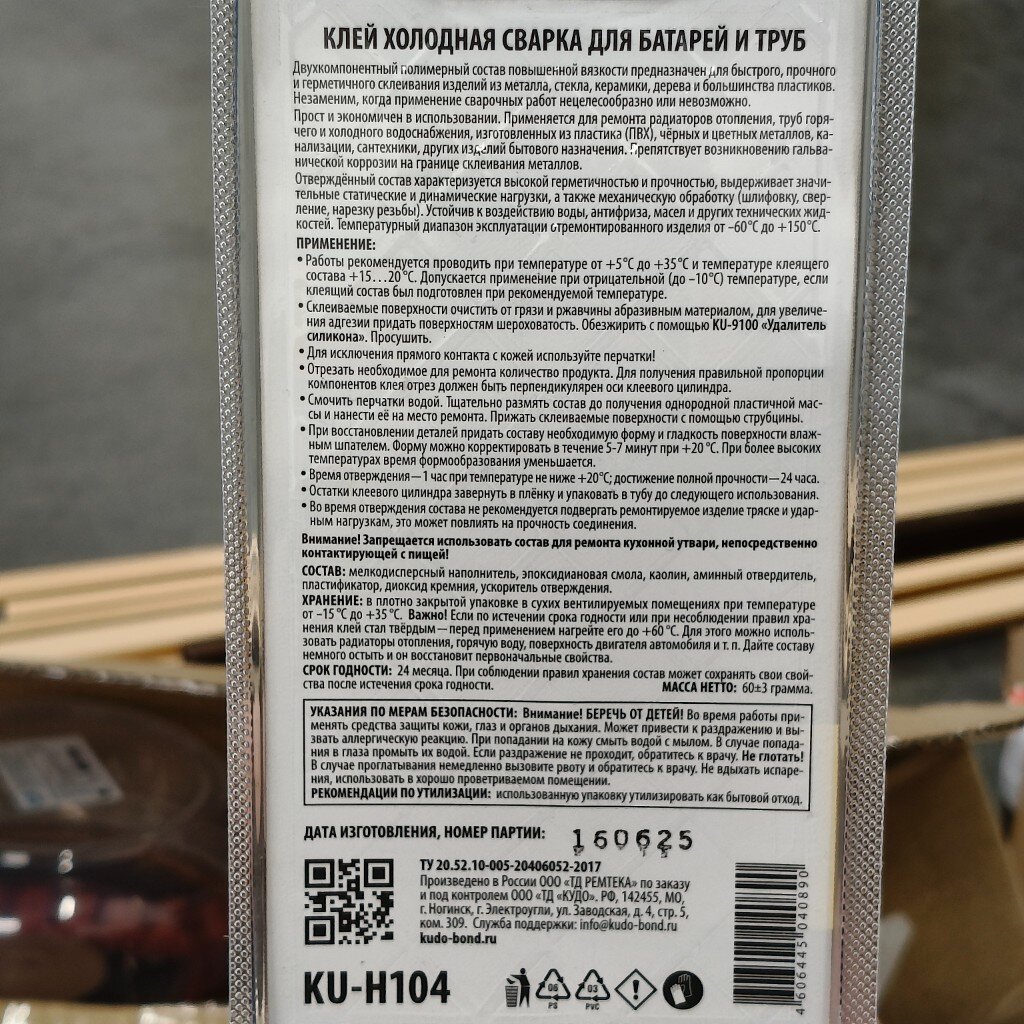 КЛЕЙ ХОЛОДНАЯ СВАРКА ДЛЯ БАТАРЕЙ И ТРУБ
Двухкомпонентный полимерный состав повышенной вязкости предназначен для быстрого, прочного
и герметичного склеивания изделий из металла, стекла, керамики, дерева и большинства пластиков.
Незаменим, когда применение сварочных работ нецелесообразно или невозможно.
Прост и экономичен в использовании. Применяется для ремонта радиаторов отопления, труб горя-
чего и холодного водоснабжения, изготовленных из пластика (ПВХ), чёрных и цветных металлов, ка-
нализации, сантехники, других изделий бытового назначения. Препятствует возникновению гальва-
нической коррозии на границе склеивания металлов.
Отверждённый состав характеризуется высокой герметичностью и прочностью, выдерживает значи-
тельные статические и динамические нагрузки, а также механическую обработку (шлифовку, свер-
ление, нарезку резьбы). Устойчив к воздействию воды, антифриза, масел и других технических жид-
костей. Температурный диапазон эксплуатации отремонтированного изделия от –60°С до +150°С.
ПРИМЕНЕНИЕ:
• Работы рекомендуется проводить при температуре от +5°С до +35°С и температуре клеящего
состава +15…20°С. Допускается применение при отрицательной (до –10°С) температуре, если
клеящий состав был подготовлен при рекомендуемой температуре.
• Склеиваемые поверхности очистить от грязи и ржавчины абразивным материалом, для увеличе-
ния адгезии придать поверхностям шероховатость. Обезжирить с помощью KU-9100 «Удалитель
силикона». Просушить.
• Для исключения прямого контакта с кожей используйте перчатки!
• Отрезать необходимое для ремонта количество продукта. Для получения правильной пропорции
компонентов клея отрез должен быть перпендикулярен оси клеевого цилиндра.
• Смочить перчатки водой. Тщательно размять состав до получения однородной пластичной мас-
сы и нанести её на место ремонта. Прижать склеиваемые поверхности с помощью струбцины.
• При восстановлении деталей придать составу необходимую форму и гладкость поверхности влаж-
ным шпателем. Форму можно корректировать в течение 5-7 минут при +20°С. При более высоких
температурах время формообразования уменьшается.
• Время отверждения — 1 час при температуре не ниже +20°С; достижение полной прочности — 24 часа.
• Остатки клеевого цилиндра завернуть в плёнку и упаковать в тубу до следующего использования.
• Во время отверждения состава не рекомендуется подвергать ремонтируемое изделие тряске и удар-
ным нагрузкам, это может повлиять на прочность соединения.
Внимание! Запрещается использовать состав для ремонта кухонной утвари, непосредственно
контактирующей с пищей!
СОСТАВ: мелкодисперсный наполнитель, эпоксидиановая смола, каолин, аминный отвердитель,
пластификатор, диоксид кремния, ускоритель отверждения.
ХРАНЕНИЕ: в плотно закрытой упаковке в сухих вентилируемых помещениях при температуре
от –15°С до +35°С. Важно! Если по истечении срока годности или при несоблюдении правил хра-
нения клей стал твёрдым — перед применением нагрейте его до +60°С. Для этого можно исполь-
зовать радиаторы отопления, горячую воду, поверхность двигателя автомобиля и т. п. Дайте составу
немного остыть и он восстановит первоначальные свойства.
СРОК ГОДНОСТИ: 24 месяца. При соблюдении правил хранения состав может сохранять свои свой-
ства после истечения срока годности. МАССА НЕТТО: 60±3 грамма.
УКАЗАНИЯ ПО МЕРАМ БЕЗОПАСНОСТИ: Внимание! БЕРЕЧЬ ОТ ДЕТЕЙ! Во время работы при-
менять средства защиты кожи, глаз и органов дыхания. Может привести к раздражению и вы-
звать аллергическую реакцию. При попадании на кожу смыть водой с мылом. В случае попада-
ния в глаза промыть их водой. Если раздражение не проходит, обратитесь к врачу. Не глотать!
В случае проглатывания немедленно вызовите рвоту и обратитесь к врачу. Не вдыхать испаре-
ния, использовать в хорошо проветриваемом помещении.
РЕКОМЕНДАЦИИ ПО УТИЛИЗАЦИИ: использованную упаковку утилизировать как бытовой отход.
ДАТА ИЗГОТОВЛЕНИЯ, НОМЕР ПАРТИИ: 160625
ТУ 20.52.10-005-20406052-2017
Произведено в России ООО «ТД РЕМТЕКА» по заказу
и под контролем ООО «ТД «КУДО». РФ, 142455, МО,
г. Ногинск, г. Электроугли, ул. Заводская, д. 4, стр. 5,
ком. 309. Служба поддержки: info@kudo-bond.ru
kudo-bond.ru
KU-H104
06
PS
03
PVC
4 606445 040890